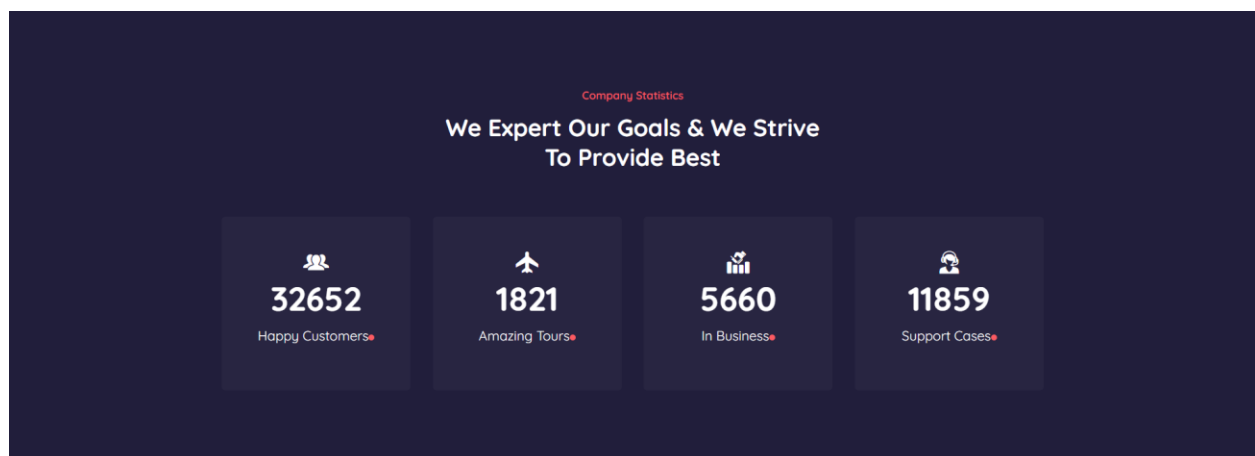 Company Statistics
We Expert Our Goals & We Strive
To Provide Best
32652
1821
5660
11859
Happy Customers
Amazing Tours
In Business
Support Cases